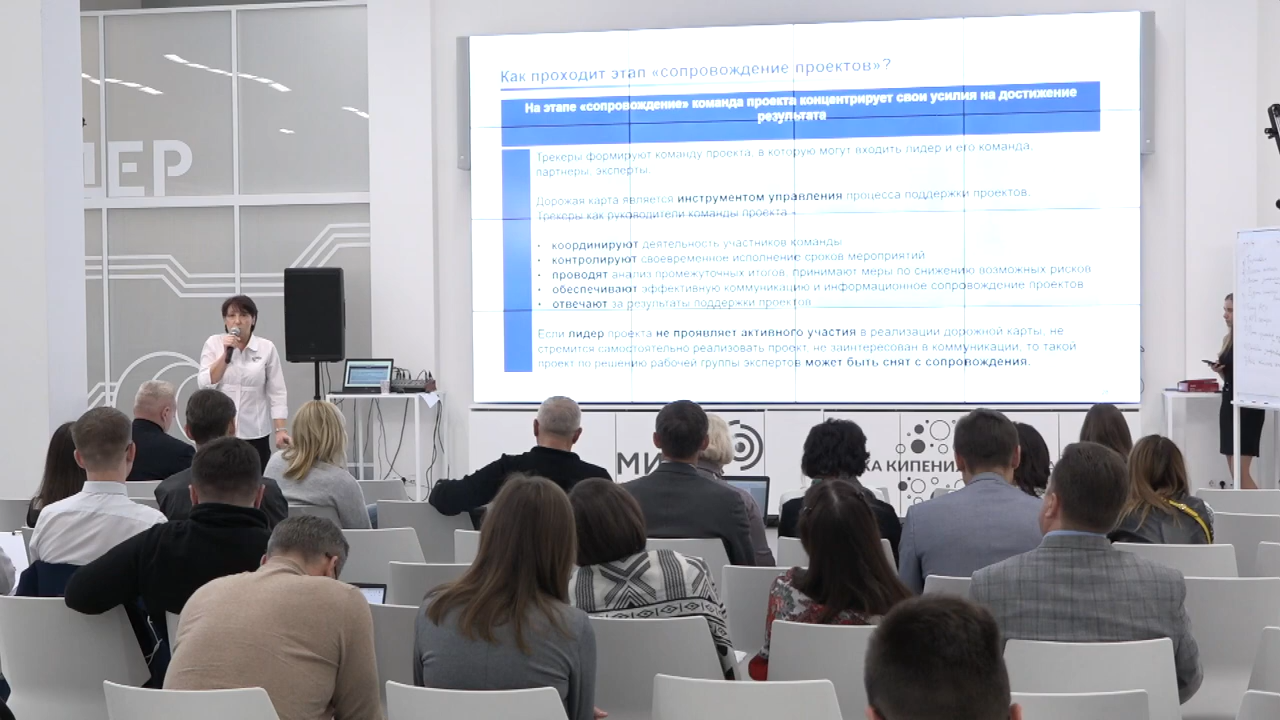 Как проходит этап «сопровождение проектов»?
На этапе «сопровождение» команда проекта концентрирует свои усилия на достижение
результата
Трекеры формируют команду проекта, в которую могут входить лидер и его команда,
партнеры, эксперты.
Дорожая карта является инструментом управления процесса поддержки проектов.
Трекеры как руководители команды проекта -
• координируют деятельность участников команды
• контролируют своевременное исполнение сроков мероприятий
• проводят анализ промежуточных итогов, принимают меры по снижению возможных рисков
• обеспечивают эффективную коммуникацию и информационное сопровождение проектов
• отвечают за результаты поддержки проектов
Если лидер проекта не проявляет активного участия в реализации дорожной карты, не
стремится самостоятельно реализовать проект, не заинтересован в коммуникации, то такой
проект по решению рабочей группы экспертов может быть снят с сопровождения.
ЦЕР
КА КИПЕНИ